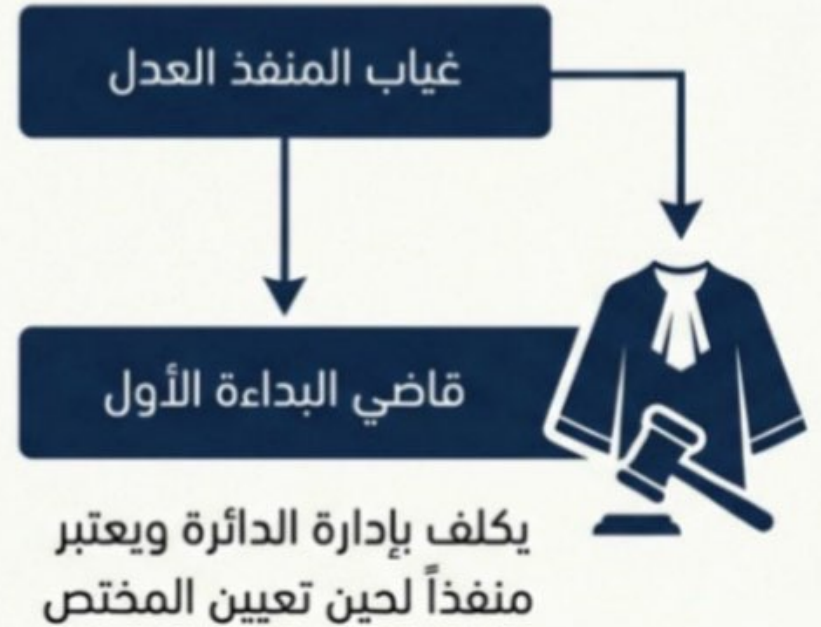 غياب المنفذ العدل
قاضي البداءة الأول
يكلف بإدارة الدائرة ويعتبر
منفذاً لحين تعيين المختص